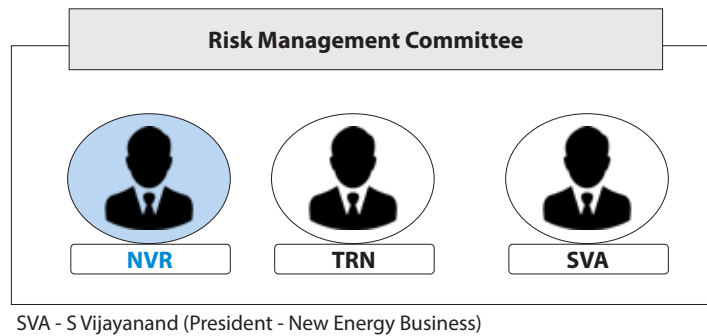 Risk Management Committee
NVR TRN SVA
SVA - S Vijayanand (President - New Energy Business)